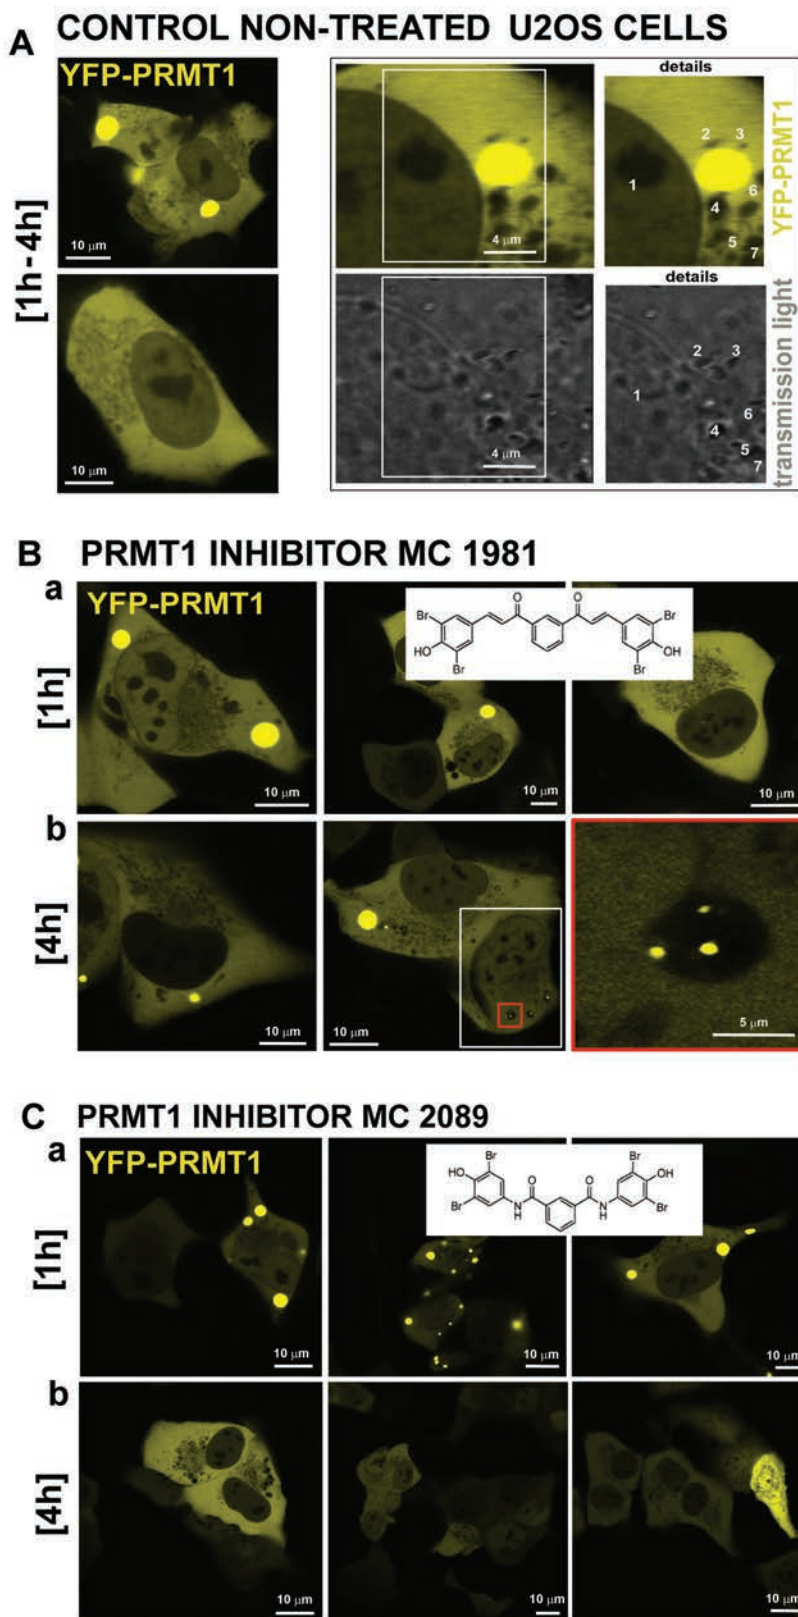 A CONTROL NON-TREATED U2OS CELLS
YFP-PRMT1
[1h-4h]
10 μm
10 μm
details
2 3
1
6
4
5
7
4 μm
YFP-PRMT1
details
2 3
1
6
4
5
7
4 μm
transmission light
B PRMT1 INHIBITOR MC 1981
a
YFP-PRMT1
[1h]
Br O O Br
HO OH
Br Br
10 μm
10 μm
10 μm
b
[4h]
10 μm
10 μm
5 μm
C PRMT1 INHIBITOR MC 2089
a
YFP-PRMT1
[1h]
Br Br
HO O O OH
Br N N Br
H H
10 μm
10 μm
10 μm
b
[4h]
10 μm
10 μm
10 μm